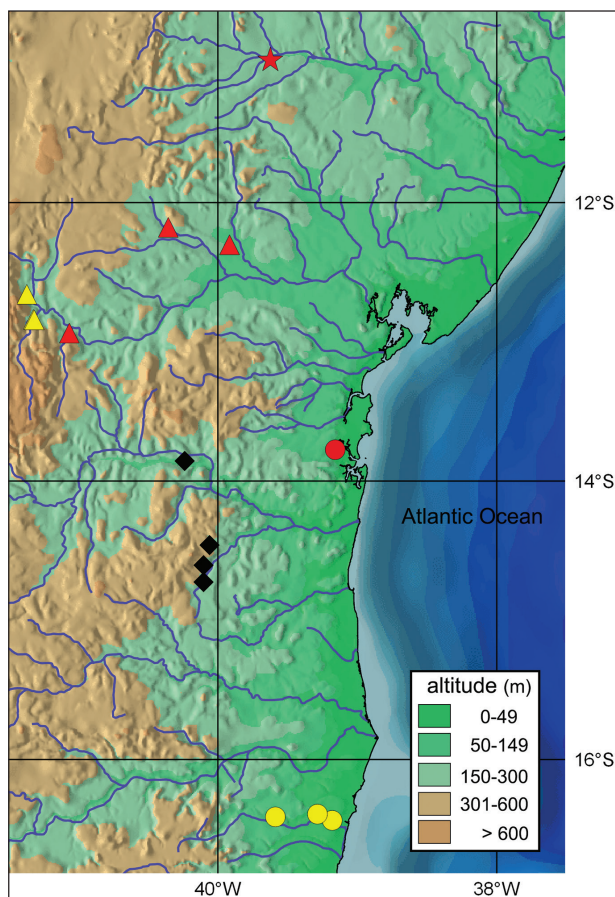 12°S
14°S
Atlantic Ocean
altitude (m)
0-49
50-149
150-300
301-600
> 600
16°S
40°W
38°W